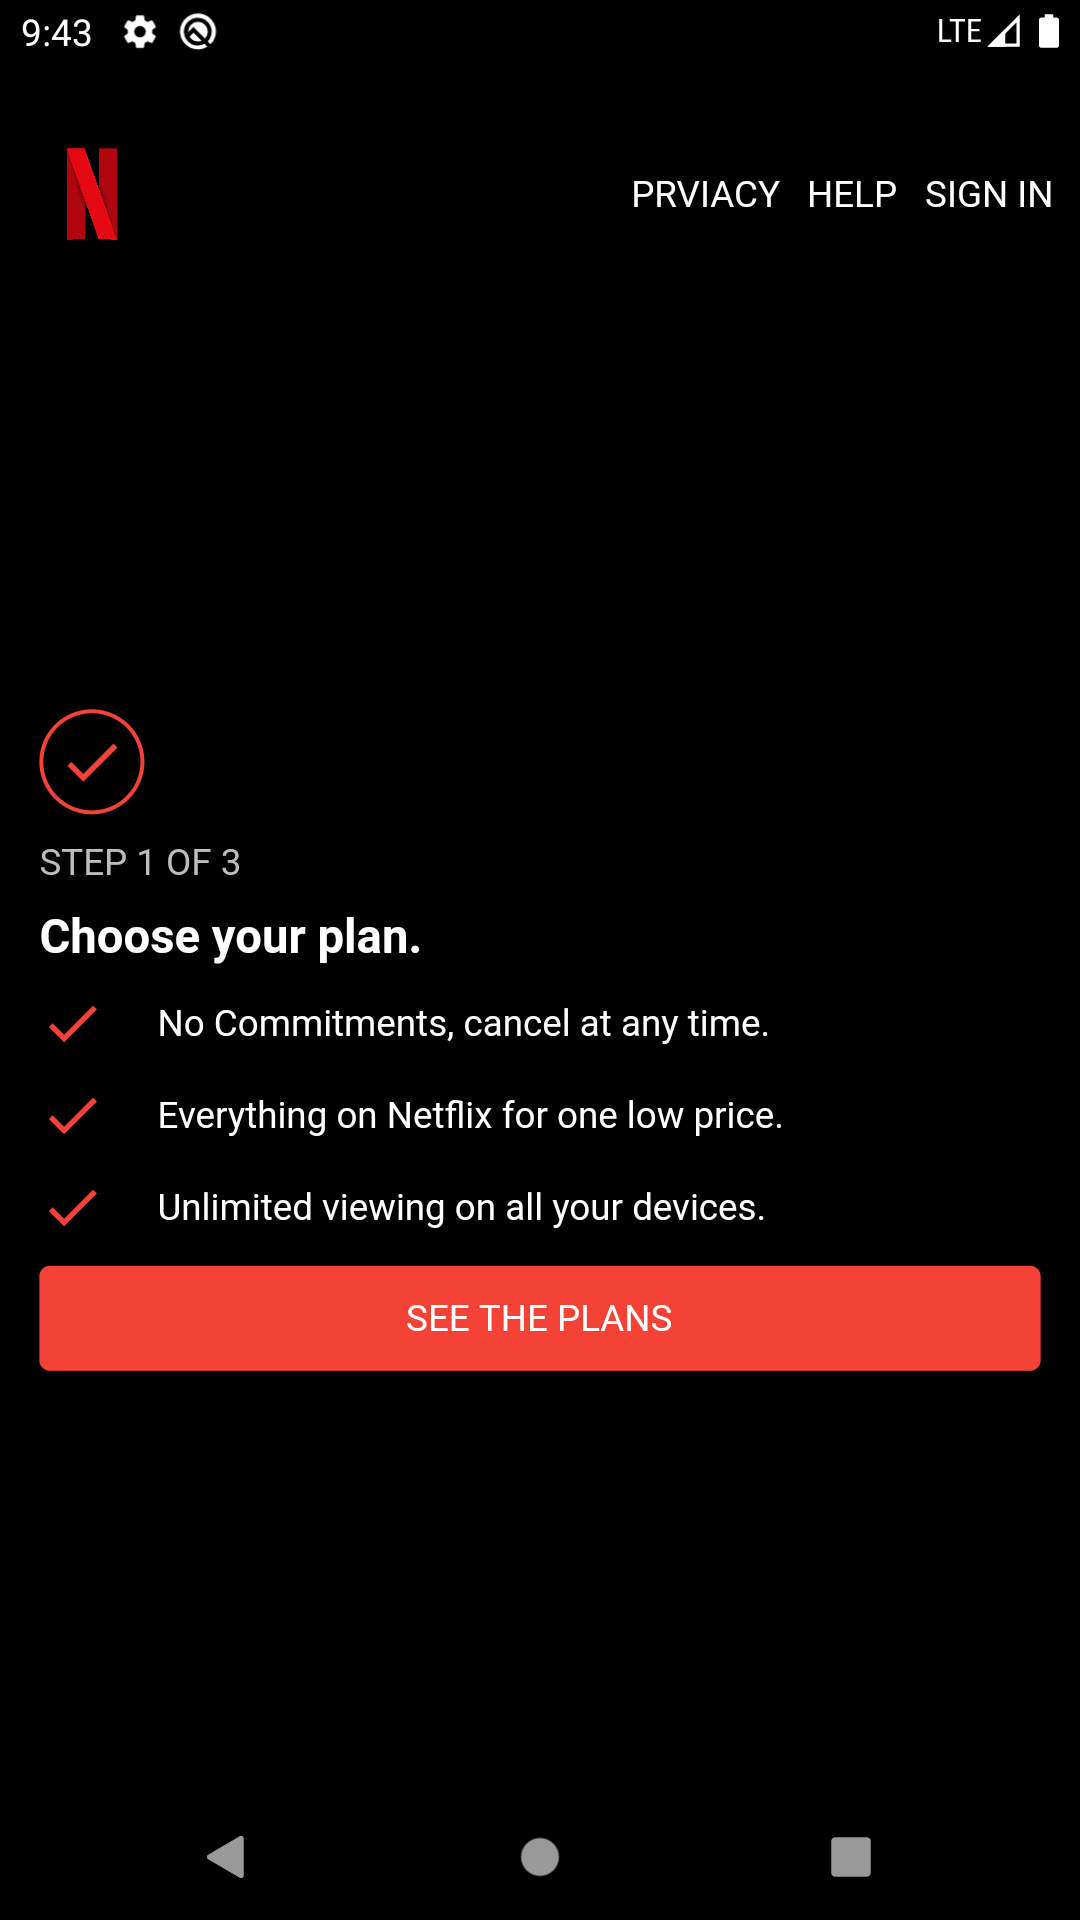 9:43 LTE
N PRVIACY HELP SIGN IN
STEP 1 OF 3
Choose your plan.
No Commitments, cancel at any time.
Everything on Netflix for one low price.
Unlimited viewing on all your devices.
SEE THE PLANS